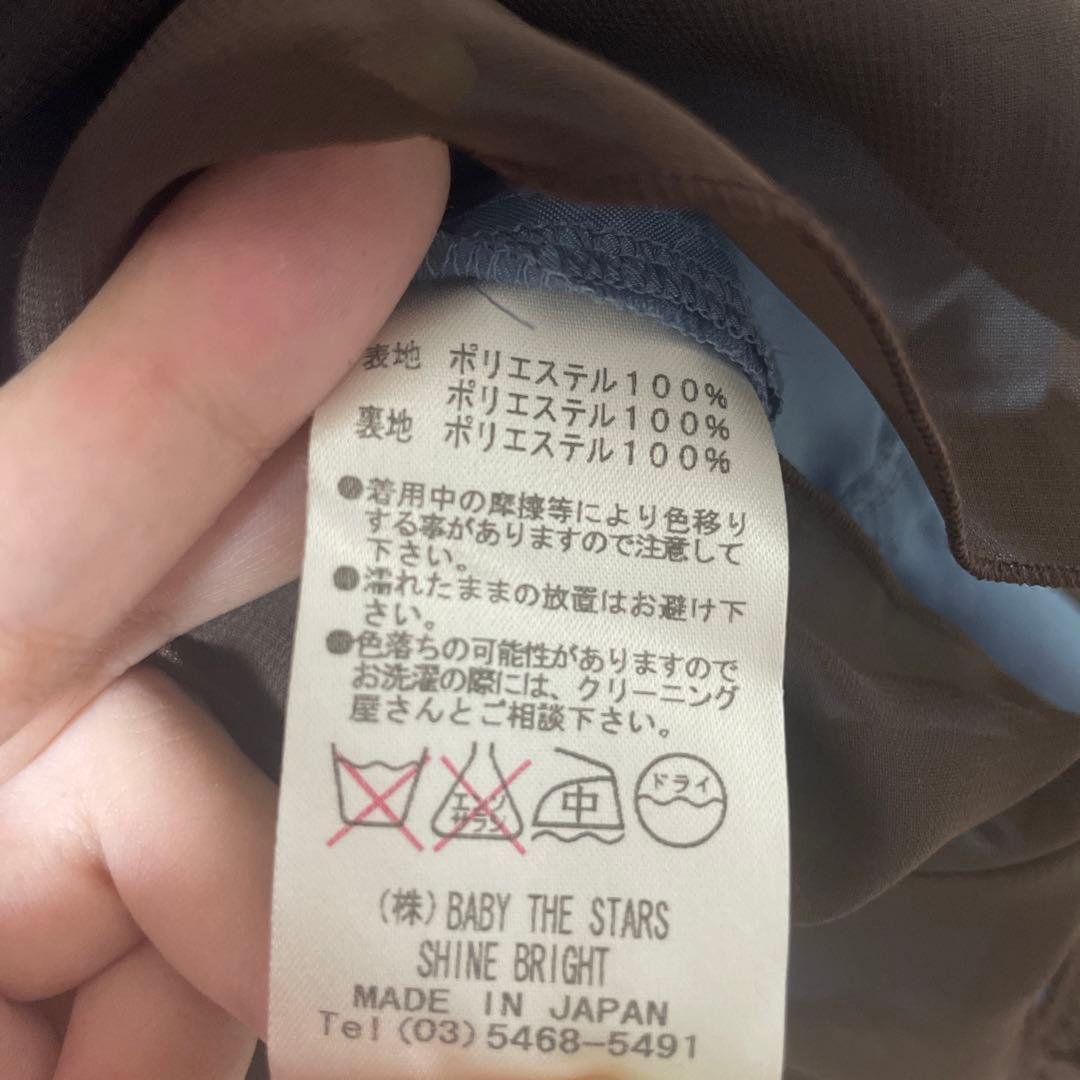 表地 ポリエステル100%
ポリエステル100%
裏地 ポリエステル100%
●着用中の摩擦等により色移り
する事がありますので注意して
下さい。
●濡れたままの放置はお避け下
さい。
●色落ちの可能性がありますので
お洗濯の際には、クリーニング
屋さんとご相談下さい。
エンソサラシ 中 ドライ
(株) BABY THE STARS
SHINE BRIGHT
MADE IN JAPAN
Tel (03) 5468-5491